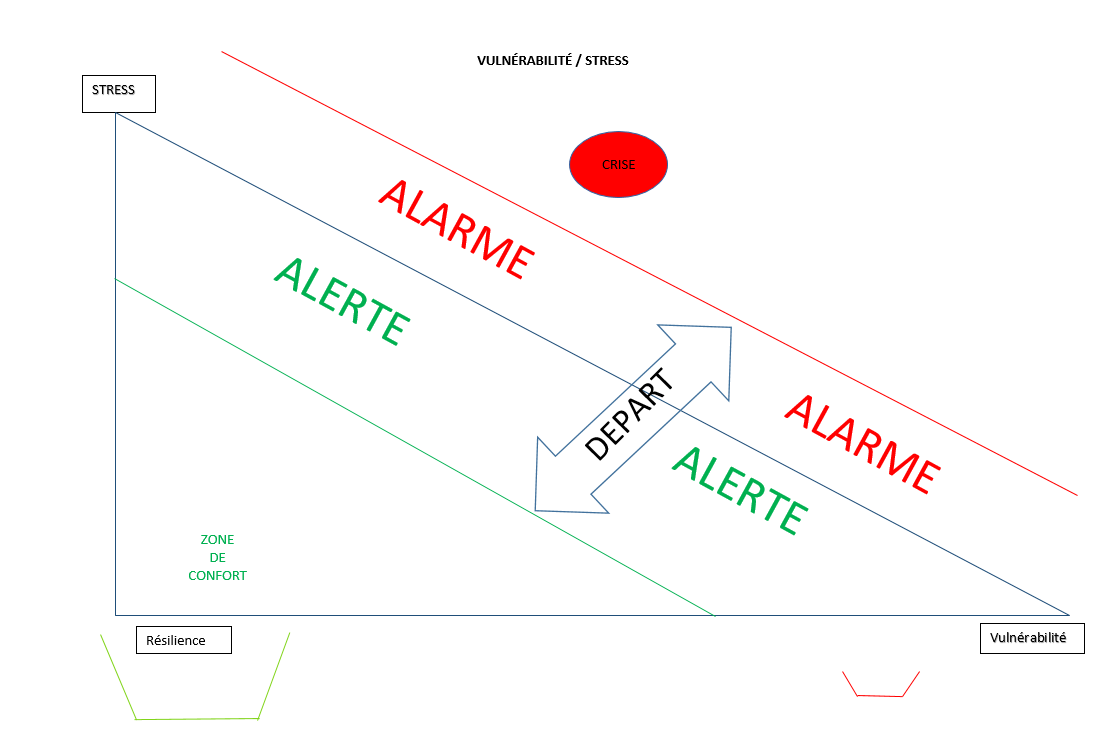 VULNÉRABILITÉ / STRESS
STRESS
CRISE
ALARME
ALERTE
DEPART
ALARME
ALERTE
ZONE
DE
CONFORT
Résilience
Vulnérabilité